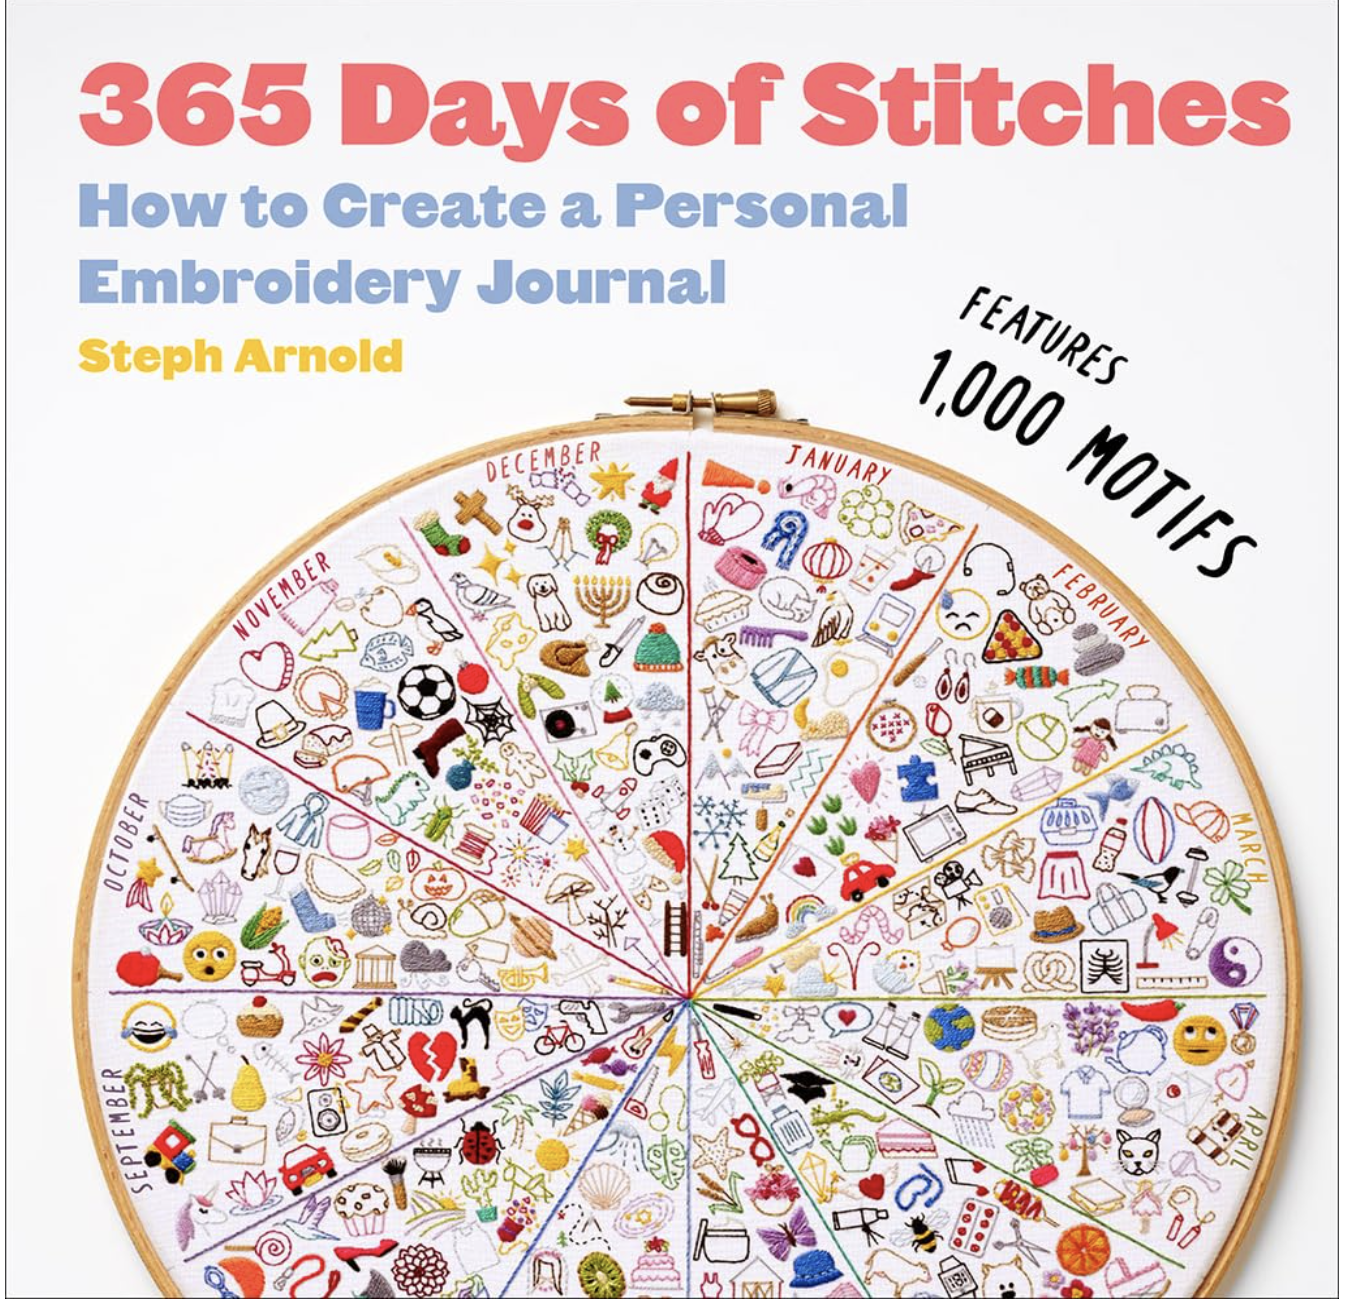 365 Days of Stitches
How to Create a Personal
Embroidery Journal
Steph Arnold
FEATURES
1,000 MOTIFS
DECEMBER
JANUARY
NOVEMBER
FEBRUARY
OCTOBER
MARCH
SEPTEMBER
APRIL